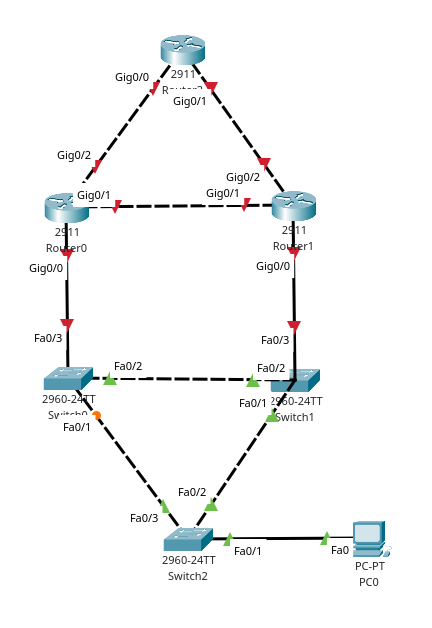 Gig0/0
2911
Gig0/1
Gig0/2
Gig0/2
Gig0/1
Gig0/1
2911
Router0
2911
Router1
Gig0/0
Gig0/0
Fa0/3
Fa0/3
Fa0/2
Fa0/2
2960-24TT
Fa0/1
2960-24TT
Switch1
Fa0/1
Fa0/2
Fa0/3
Fa0/1
Fa0
2960-24TT
Switch2
PC-PT
PC0